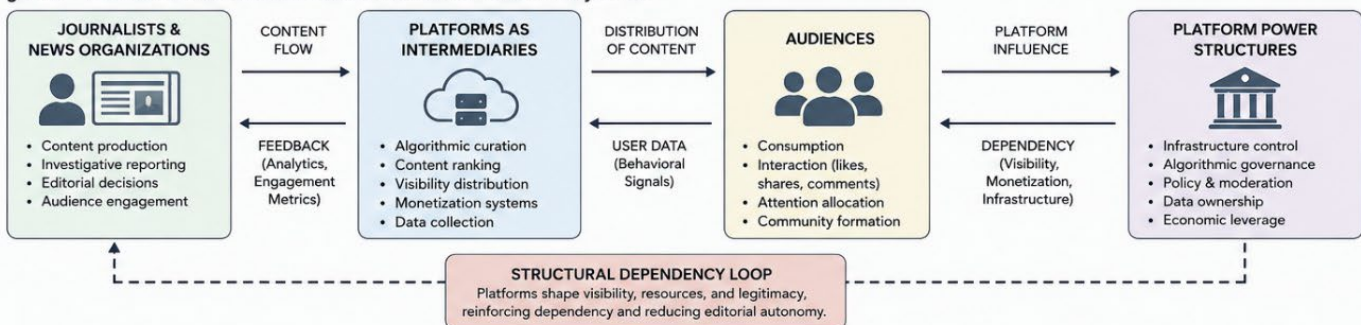 JOURNALISTS &
NEWS ORGANIZATIONS
• Content production
• Investigative reporting
• Editorial decisions
• Audience engagement
CONTENT
FLOW
FEEDBACK
(Analytics,
Engagement
Metrics)
PLATFORMS AS
INTERMEDIARIES
• Algorithmic curation
• Content ranking
• Visibility distribution
• Monetization systems
• Data collection
DISTRIBUTION
OF CONTENT
USER DATA
(Behavioral
Signals)
AUDIENCES
• Consumption
• Interaction (likes,
shares, comments)
• Attention allocation
• Community formation
PLATFORM
INFLUENCE
DEPENDENCY
(Visibility,
Monetization,
Infrastructure)
PLATFORM POWER
STRUCTURES
• Infrastructure control
• Algorithmic governance
• Policy & moderation
• Data ownership
• Economic leverage
STRUCTURAL DEPENDENCY LOOP
Platforms shape visibility, resources, and legitimacy,
reinforcing dependency and reducing editorial autonomy.